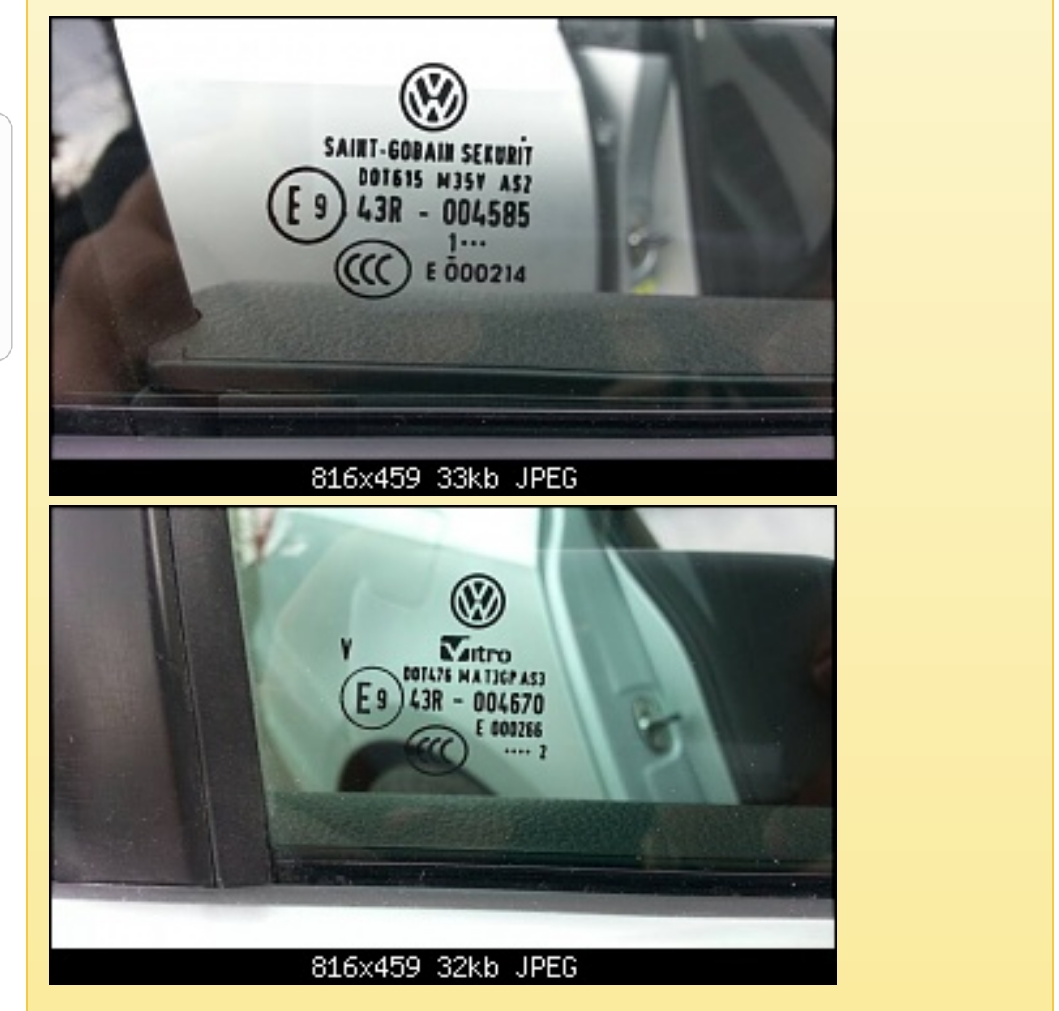 SAINT-GOBAIN SEKURIT
DOT615 M35V AS2
E 9 43R - 004585
1···
CCC E 000214
816x459 33kb JPEG
V Vitro
DOT476 MAT3GP AS3
E 9 43R - 004670
E 000266
CCC ···· 2
816x459 32kb JPEG